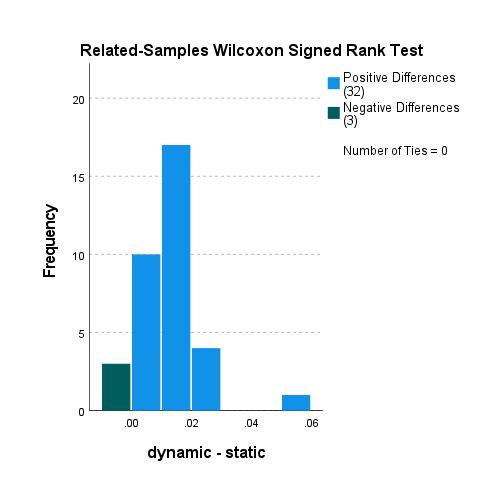 Related-Samples Wilcoxon Signed Rank Test
Positive Differences
(32)
Negative Differences
(3)
Number of Ties = 0
Frequency
20
15
10
5
0
.00 .02 .04 .06
dynamic - static